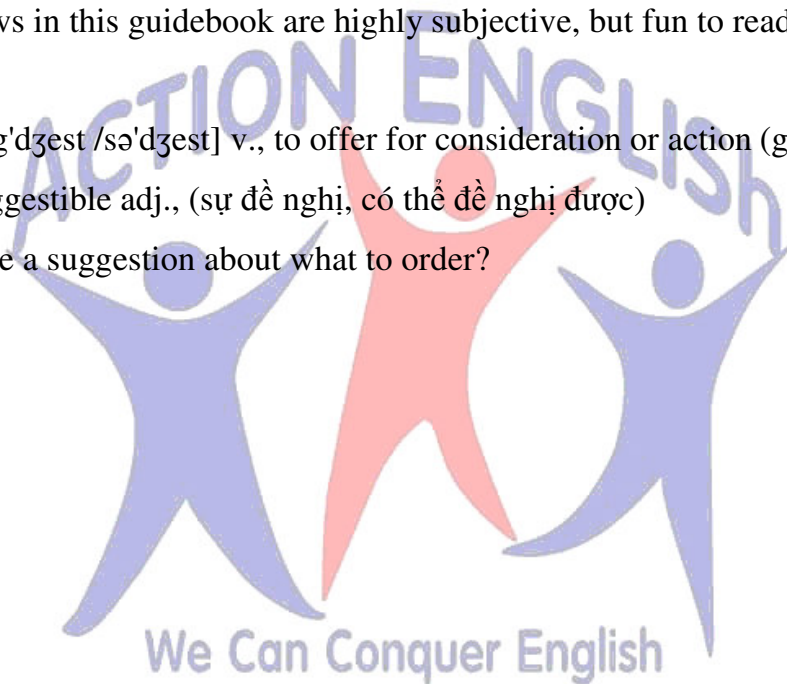 ws in this guidebook are highly subjective, but fun to read
ACTION ENGLISH
g'dʒest /sə'dʒest] v., to offer for consideration or action (g
ggestible adj., (sự đề nghị, có thể đề nghị được)
e a suggestion about what to order?
We Can Conquer English